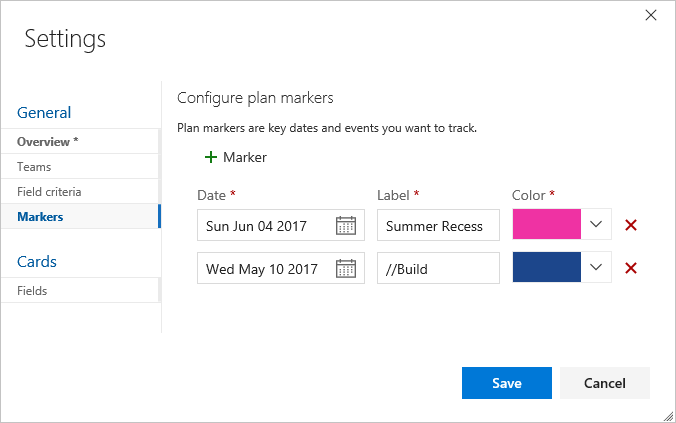 Settings
General
Overview *
Teams
Field criteria
Markers
Cards
Fields
Configure plan markers
Plan markers are key dates and events you want to track.
+ Marker
Date * Label * Color *
Sun Jun 04 2017 Summer Recess
Wed May 10 2017 //Build
Save Cancel